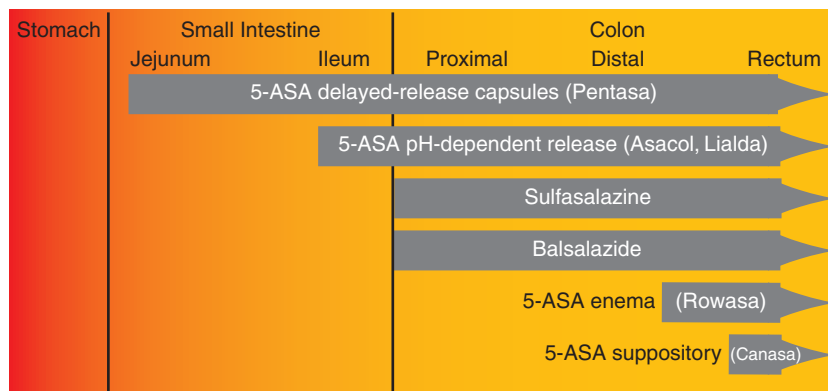 Stomach Small Intestine Colon
Jejunum Ileum Proximal Distal Rectum
5-ASA delayed-release capsules (Pentasa)
5-ASA pH-dependent release (Asacol, Lialda)
Sulfasalazine
Balsalazide
5-ASA enema (Rowasa)
5-ASA suppository (Canasa)